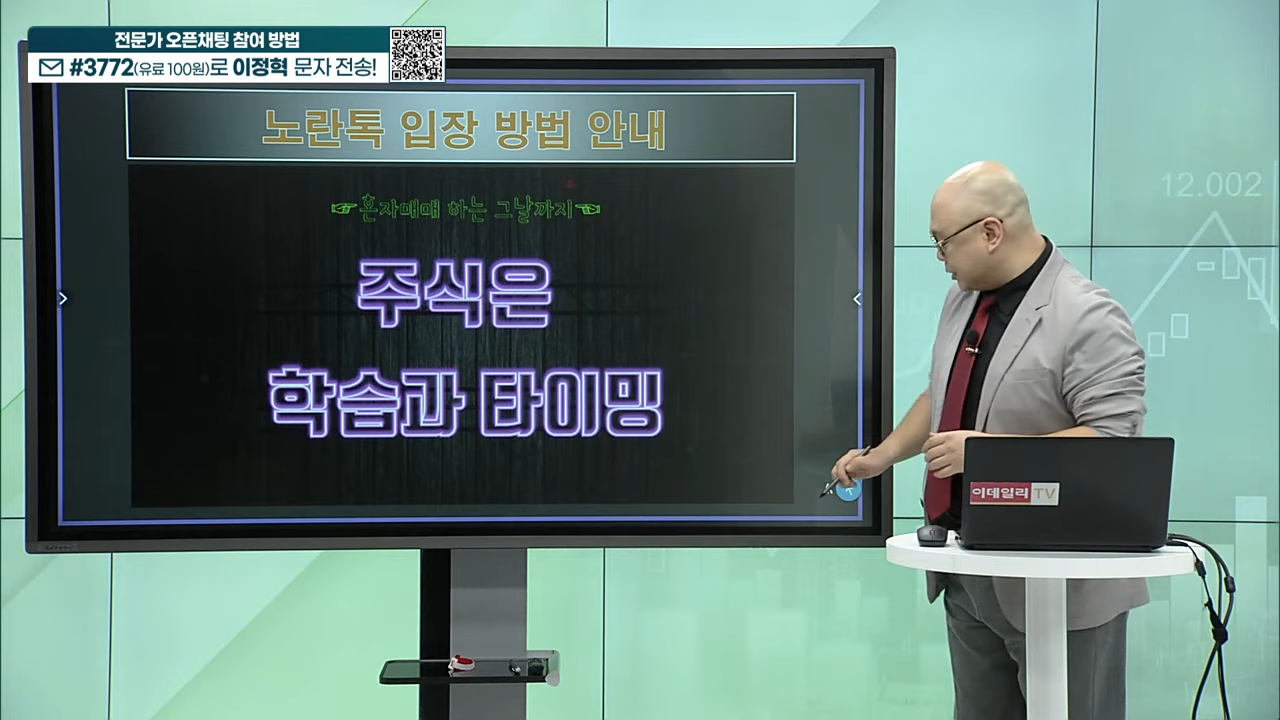 전문가 오픈채팅 참여 방법
#3772(유료 100원)로 이정혁 문자 전송!
노란톡 입장 방법 안내
☞혼자매매 하는 그날까지☜
주식은
학습과 타이밍
12.002
이데일리TV